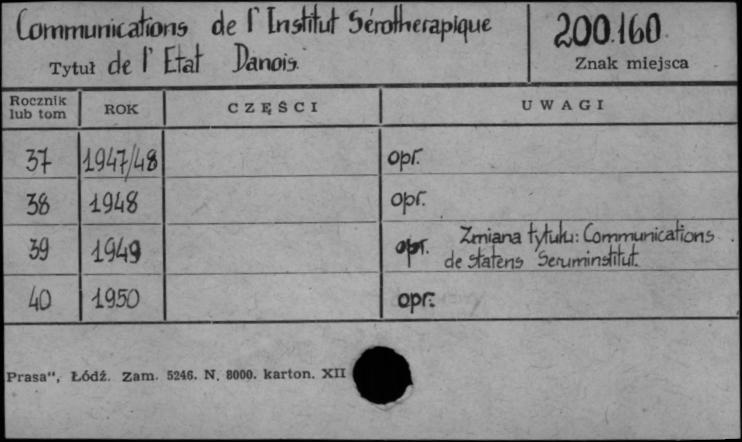 Communications de l'Institut Sérotherapique 200.160
Tytuł de l' Etat Danois. Znak miejsca
Rocznik lub tom ROK CZĘŚCI UWAGI
37 1947/48 opr.
38 1948 opr.
39 1949 opr. Zmiana tytułu: Communications
de statens Seruminstitut.
40 1950 opr.
Prasa", Łódź. Zam. 5246. N. 8000. karton. XII